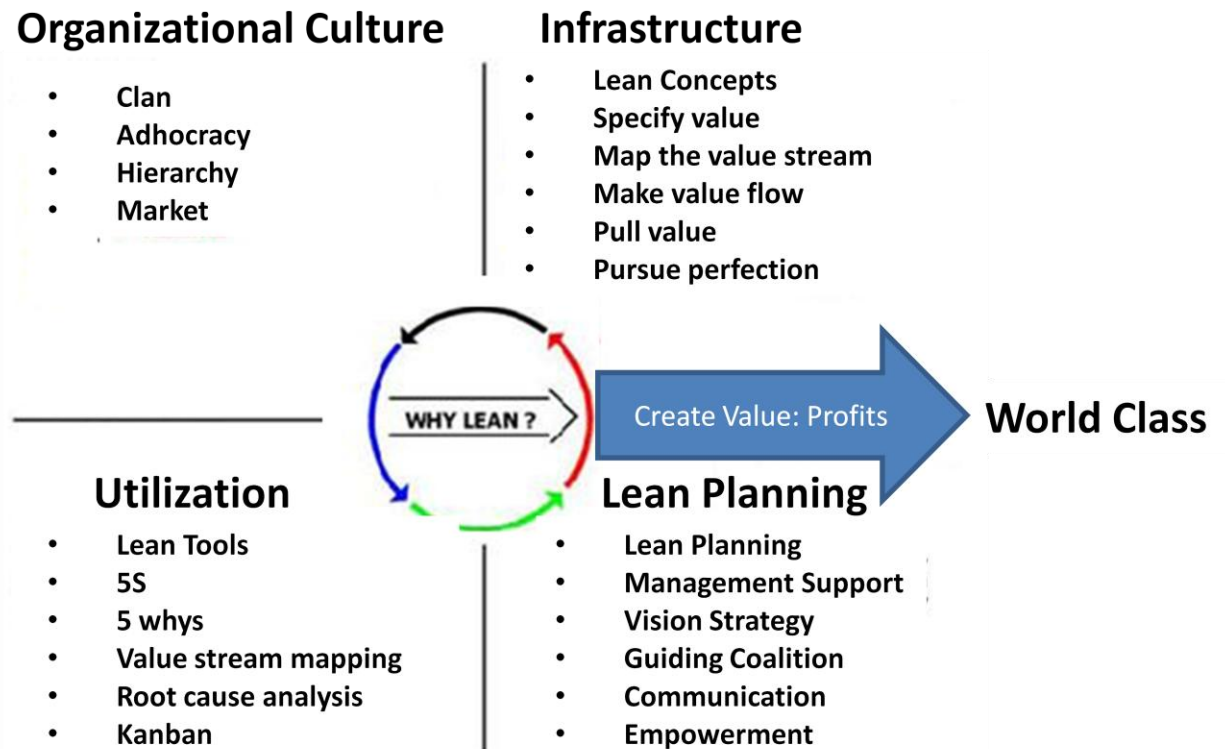 Organizational Culture
• Clan
• Adhocracy
• Hierarchy
• Market
Infrastructure
• Lean Concepts
• Specify value
• Map the value stream
• Make value flow
• Pull value
• Pursue perfection
WHY LEAN ?
Create Value: Profits
World Class
Utilization
• Lean Tools
• 5S
• 5 whys
• Value stream mapping
• Root cause analysis
• Kanban
Lean Planning
• Lean Planning
• Management Support
• Vision Strategy
• Guiding Coalition
• Communication
• Empowerment